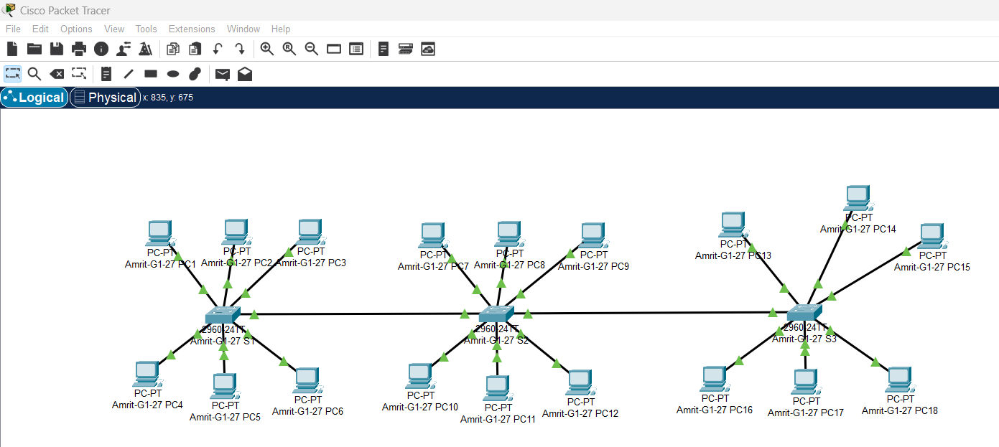 Cisco Packet Tracer
File Edit Options View Tools Extensions Window Help
Logical Physical x: 835, y: 675
PC-PT
Amrit-G1-27 PC1
PC-PT
Amrit-G1-27 PC2
PC-PT
Amrit-G1-27 PC3
PC-PT
Amrit-G1-27 PC7
PC-PT
Amrit-G1-27 PC8
PC-PT
Amrit-G1-27 PC9
PC-PT
Amrit-G1-27 PC13
PC-PT
Amrit-G1-27 PC14
PC-PT
Amrit-G1-27 PC15
2960-24TT
Amrit-G1-27 S1
2960-24TT
Amrit-G1-27 S2
2960-24TT
Amrit-G1-27 S3
PC-PT
Amrit-G1-27 PC4
PC-PT
Amrit-G1-27 PC5
PC-PT
Amrit-G1-27 PC6
PC-PT
Amrit-G1-27 PC10
PC-PT
Amrit-G1-27 PC11
PC-PT
Amrit-G1-27 PC12
PC-PT
Amrit-G1-27 PC16
PC-PT
Amrit-G1-27 PC17
PC-PT
Amrit-G1-27 PC18